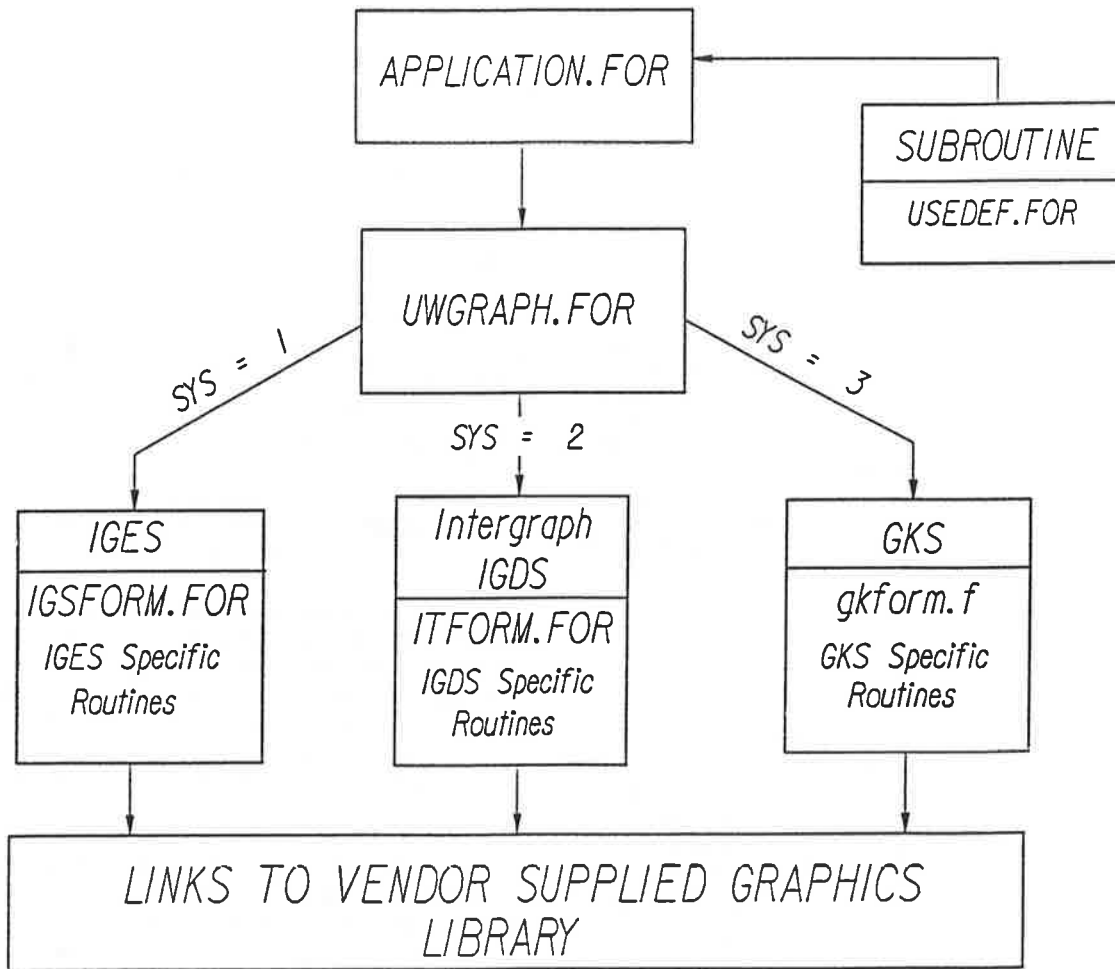 APPLICATION.FOR
SUBROUTINE
USEDEF.FOR
UWGRAPH.FOR
SYS = 1
SYS = 2
SYS = 3
IGES
IGSFORM.FOR
IGES Specific
Routines
Intergraph
IGDS
ITFORM.FOR
IGDS Specific
Routines
GKS
gkform.f
GKS Specific
Routines
LINKS TO VENDOR SUPPLIED GRAPHICS
LIBRARY